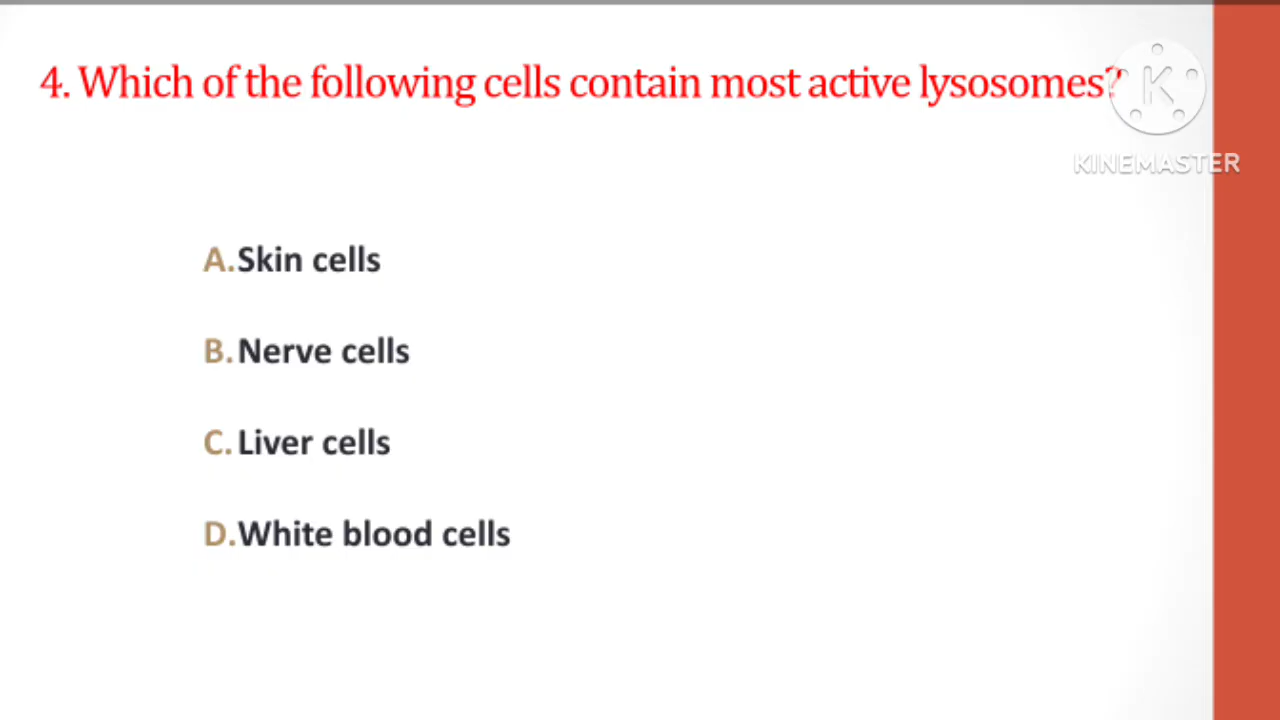 4. Which of the following cells contain most active lysosomes?
K
KINEMASTER
A.Skin cells
B.Nerve cells
C.Liver cells
D.White blood cells